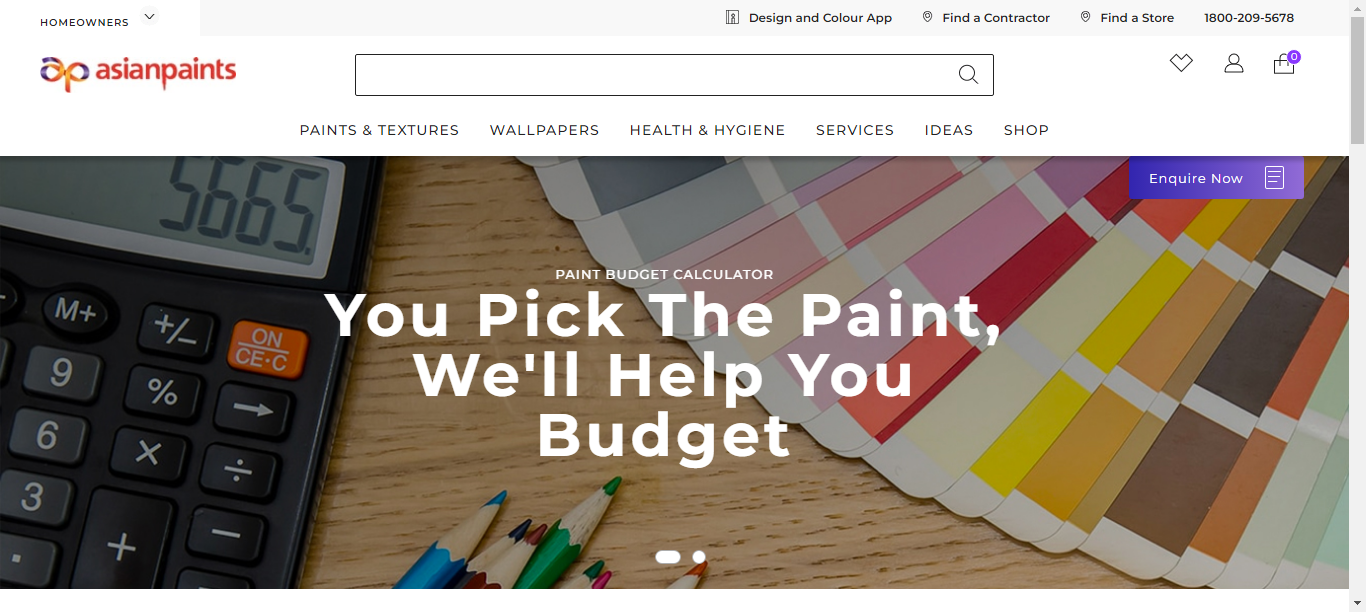 HOMEOWNERS
Design and Colour App
Find a Contractor
Find a Store
1800-209-5678
ap asianpaints
0
PAINTS & TEXTURES
WALLPAPERS
HEALTH & HYGIENE
SERVICES
IDEAS
SHOP
Enquire Now
5665.
PAINT BUDGET CALCULATOR
You Pick The Paint,
We'll Help You
Budget
M+
+/−
ON
CE·C
9
%
6
×
÷
3
+
−
.